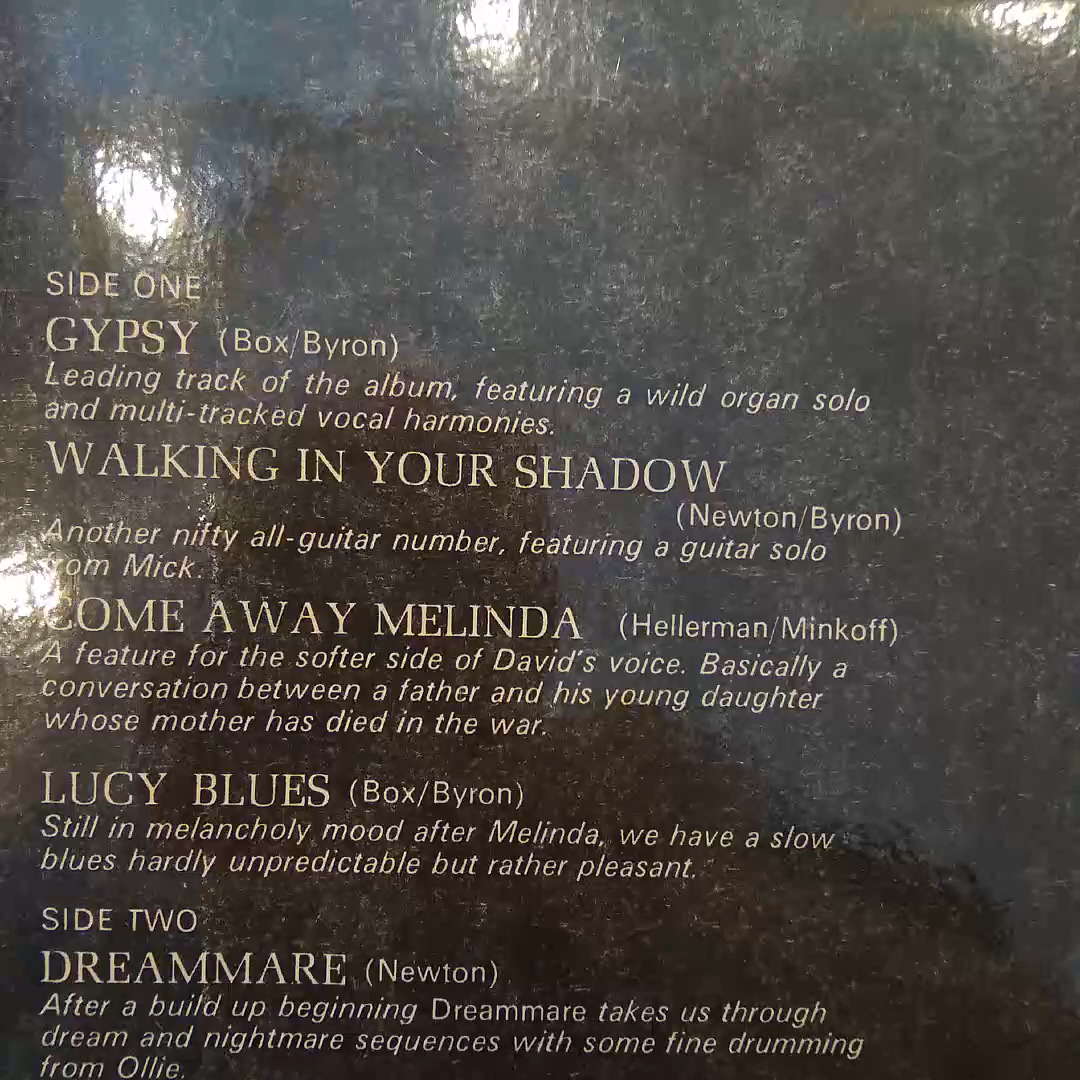 SIDE ONE
GYPSY (Box/Byron)
Leading track of the album, featuring a wild organ solo
and multi-tracked vocal harmonies.
WALKING IN YOUR SHADOW
(Newton/Byron)
Another nifty all-guitar number, featuring a guitar solo
from Mick.
COME AWAY MELINDA (Hellerman/Minkoff)
A feature for the softer side of David's voice. Basically a
conversation between a father and his young daughter
whose mother has died in the war.
LUCY BLUES (Box/Byron)
Still in melancholy mood after Melinda, we have a slow
blues hardly unpredictable but rather pleasant.
SIDE TWO
DREAMMARE (Newton)
After a build up beginning Dreammare takes us through
dream and nightmare sequences with some fine drumming
from Ollie.